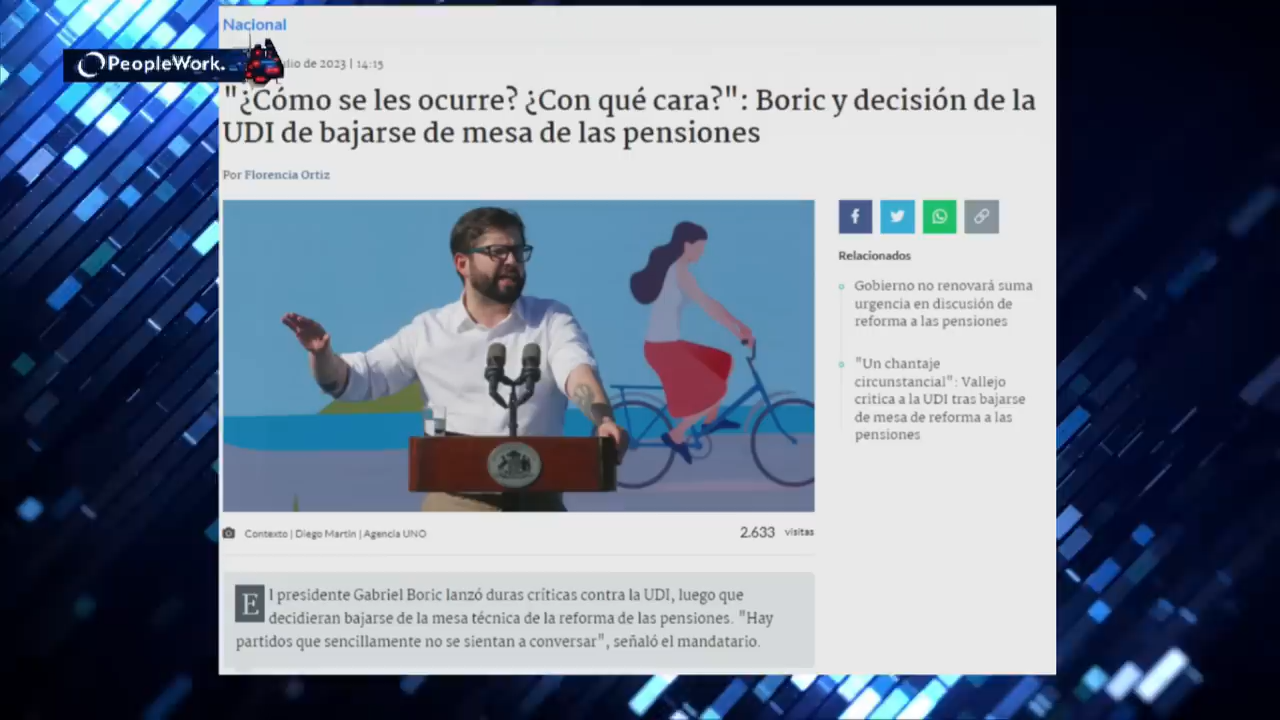 Nacional
PeopleWork.
julio de 2023 | 14:15
"¿Cómo se les ocurre? ¿Con qué cara?": Boric y decisión de la
UDI de bajarse de mesa de las pensiones
Por Florencia Ortiz
Contexto | Diego Martin | Agencia UNO
2.633 visitas
El presidente Gabriel Boric lanzó duras críticas contra la UDI, luego que
decidieran bajarse de la mesa técnica de la reforma de las pensiones. "Hay
partidos que sencillamente no se sientan a conversar", señaló el mandatario.
Relacionados
Gobierno no renovará suma
urgencia en discusión de
reforma a las pensiones
"Un chantaje
circunstancial": Vallejo
critica a la UDI tras bajarse
de mesa de reforma a las
pensiones